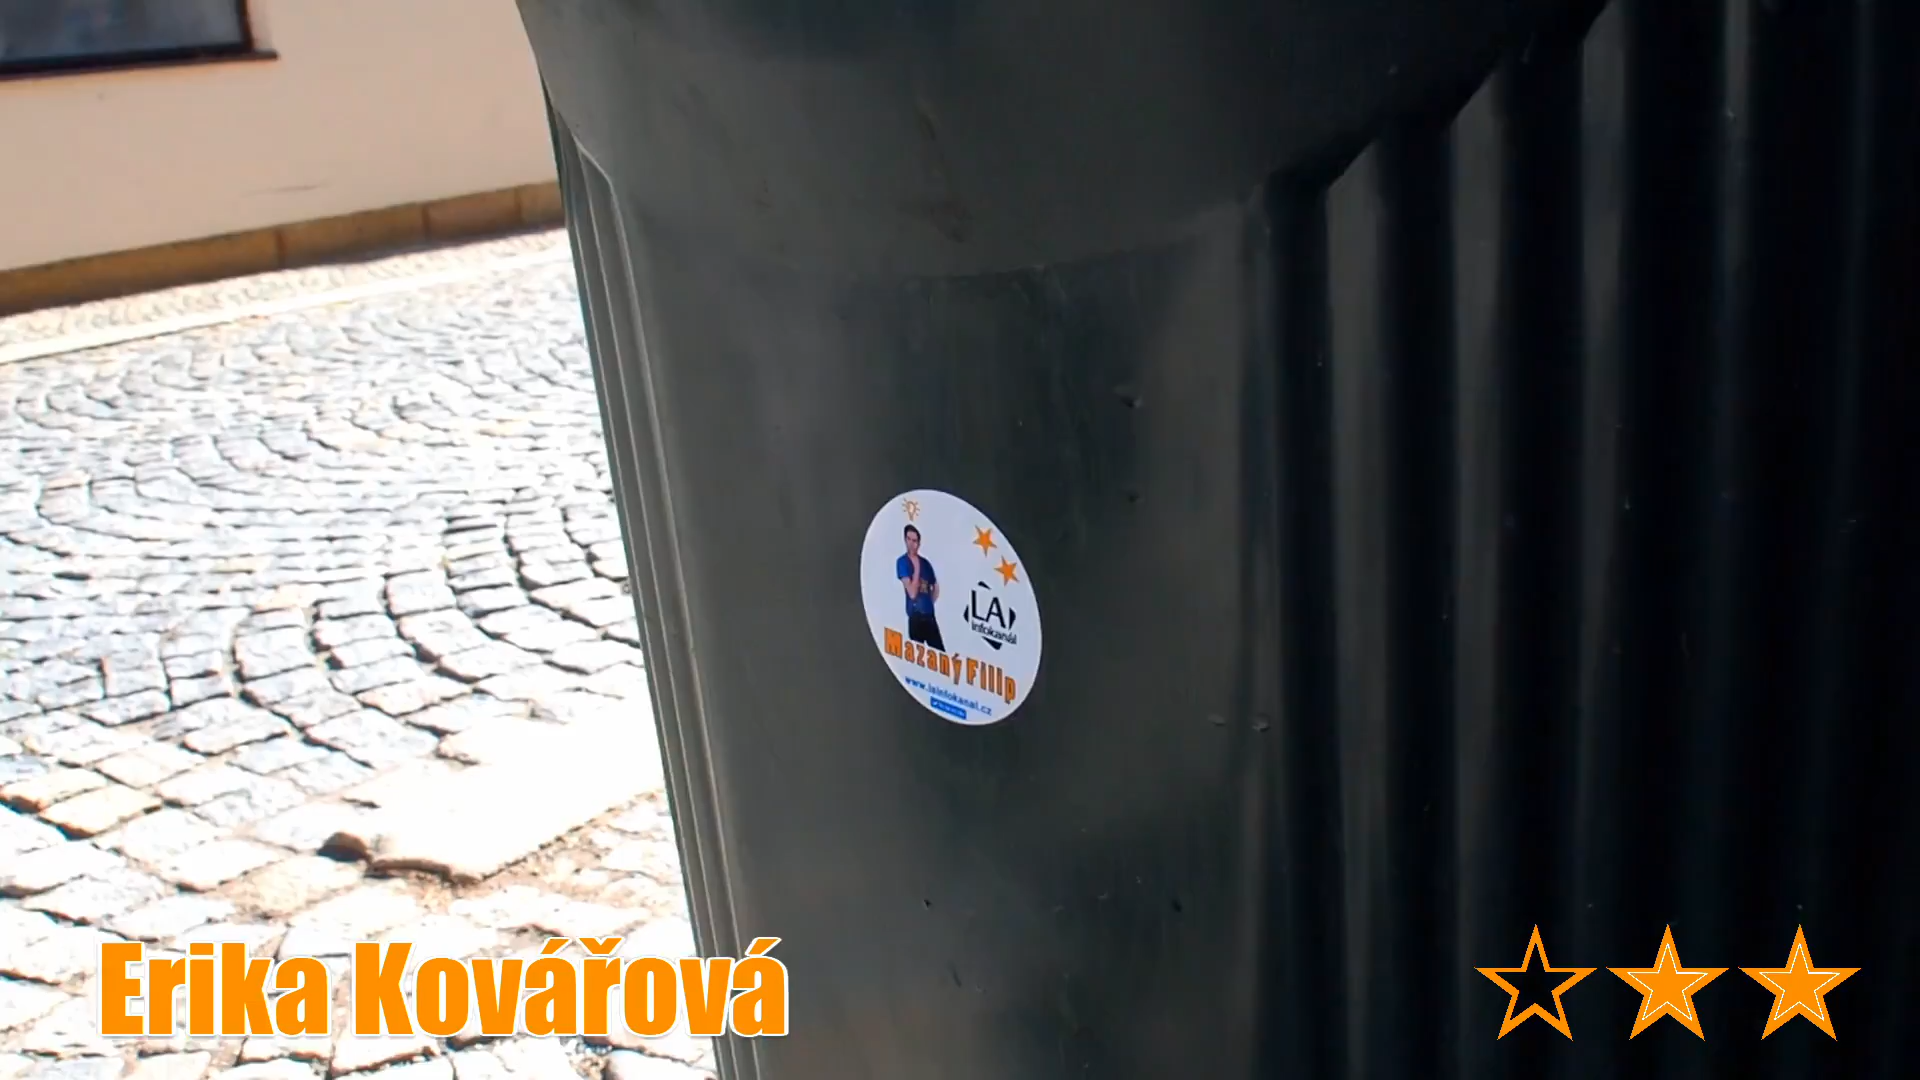 LA
infokanál
Mazaný Filip
www.lainfokanal.cz
Erika Kovářová